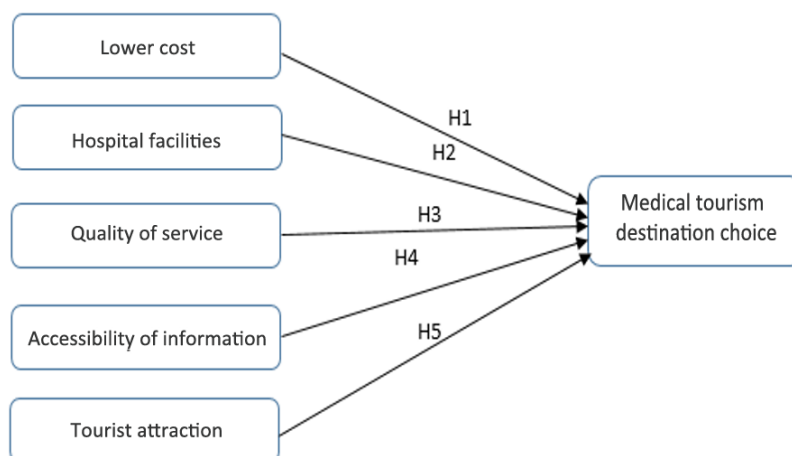 Lower cost
H1
Hospital facilities
H2
Medical tourism
destination choice
Quality of service
H3
H4
Accessibility of information
H5
Tourist attraction